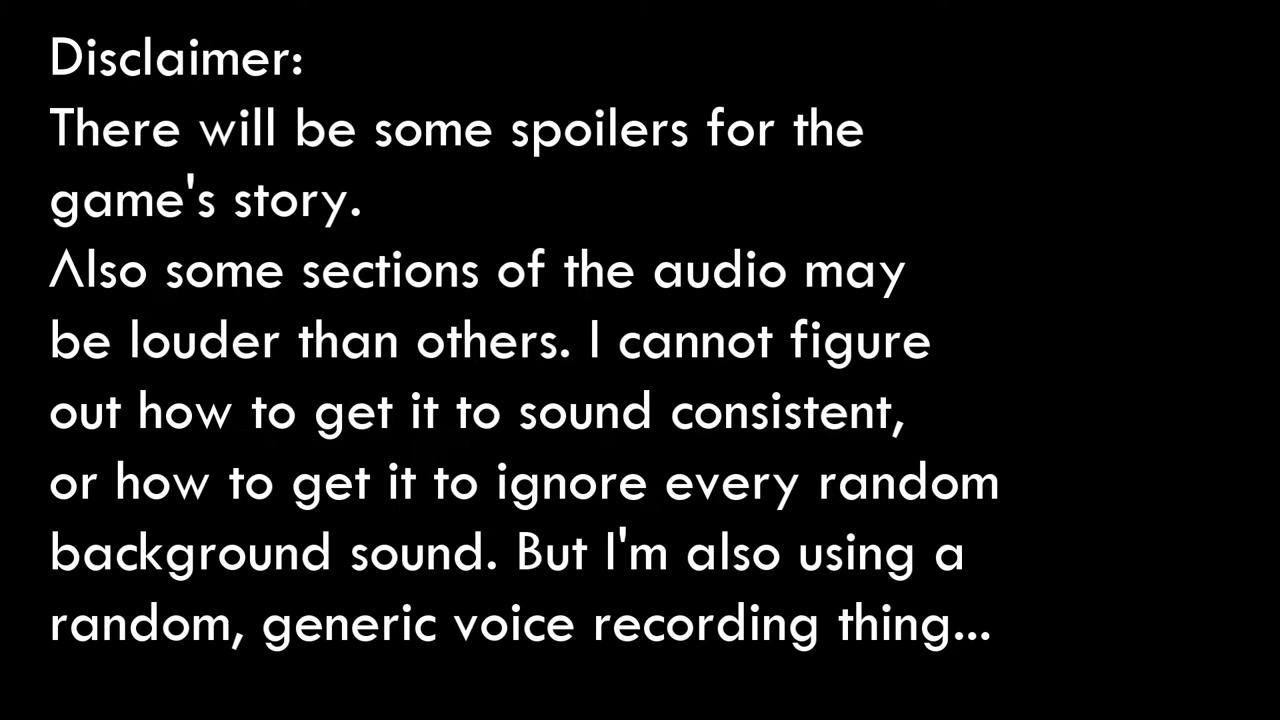 Disclaimer:
There will be some spoilers for the
game's story.
Also some sections of the audio may
be louder than others. I cannot figure
out how to get it to sound consistent,
or how to get it to ignore every random
background sound. But I'm also using a
random, generic voice recording thing...